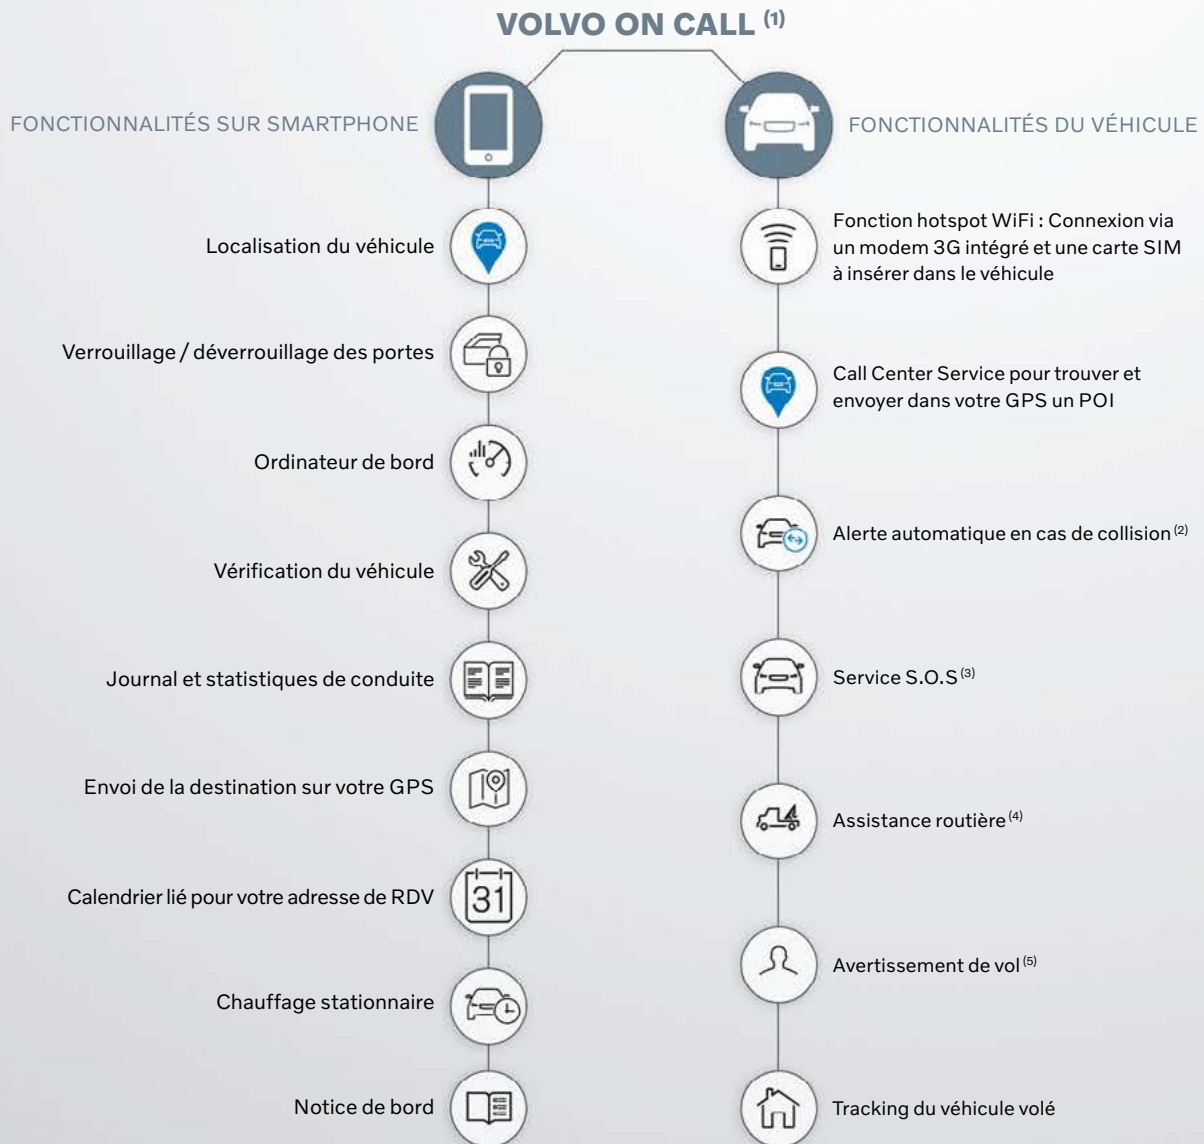 VOLVO ON CALL (1)
FONCTIONNALITÉS SUR SMARTPHONE
Localisation du véhicule
Verrouillage / déverrouillage des portes
Ordinateur de bord
Vérification du véhicule
Journal et statistiques de conduite
Envoi de la destination sur votre GPS
Calendrier lié pour votre adresse de RDV
31
Chauffage stationnaire
Notice de bord
FONCTIONNALITÉS DU VÉHICULE
Fonction hotspot WiFi : Connexion via
un modem 3G intégré et une carte SIM
à insérer dans le véhicule
Call Center Service pour trouver et
envoyer dans votre GPS un POI
Alerte automatique en cas de collision (2)
Service S.O.S (3)
Assistance routière (4)
Avertissement de vol (5)
Tracking du véhicule volé